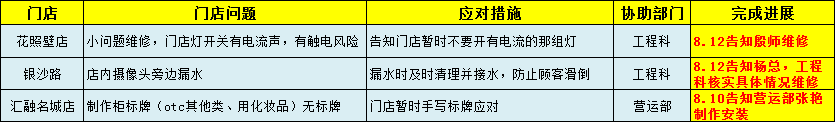 门店 门店问题 应对措施 协助部门 完成进展
花照壁店 小问题维修，门店灯开关有电流声，有触电风险 告知门店暂时不要开有电流的那组灯 工程科 8.12告知殷师维修
银沙路 店内摄像头旁边漏水 漏水时及时清理并接水，防止顾客滑倒 工程科 8.12告知杨总，工程
科核实具体情况维修
汇融名城店 制作柜标牌（otc其他类、用化妆品）无标牌 门店暂时手写标牌应对 营运部 8.10告知营运部张艳
制作安装